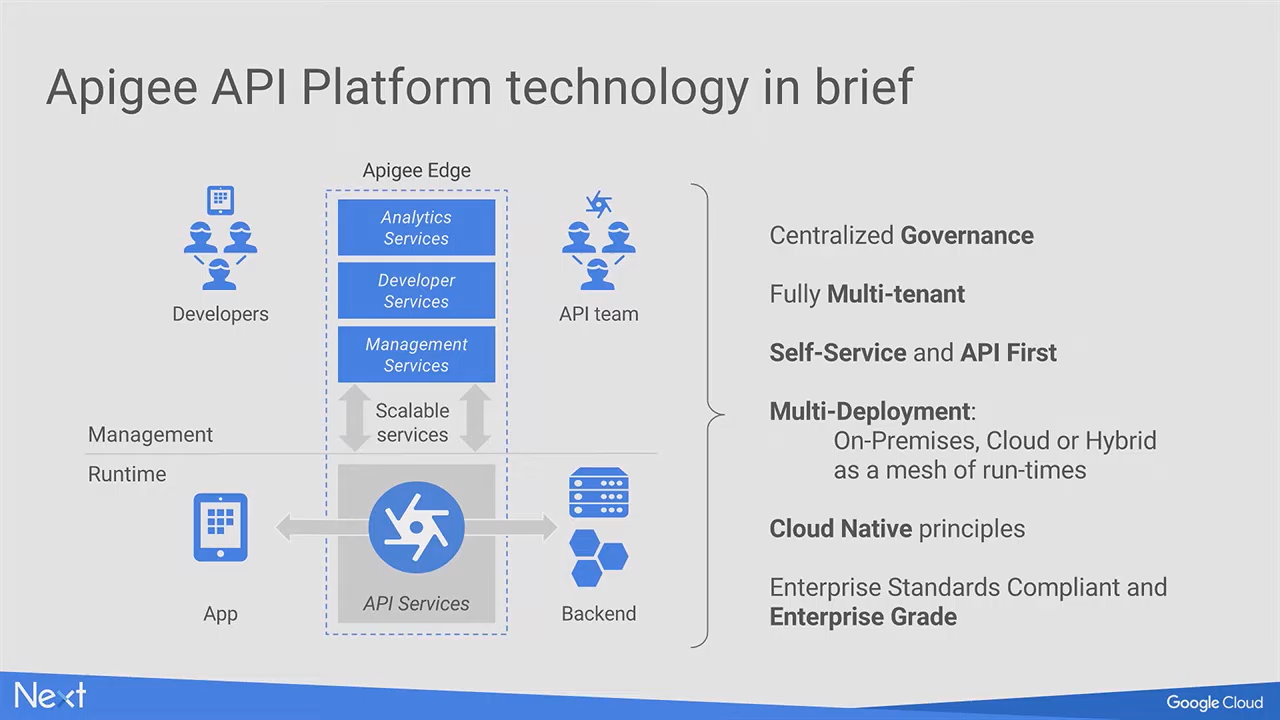 Apigee API Platform technology in brief
Apigee Edge
Analytics
Services
Developer
Services
Management
Services
Developers
API team
Scalable
services
Management
Runtime
API Services
App
Backend
Centralized Governance
Fully Multi-tenant
Self-Service and API First
Multi-Deployment:
On-Premises, Cloud or Hybrid
as a mesh of run-times
Cloud Native principles
Enterprise Standards Compliant and
Enterprise Grade
Next
Google Cloud